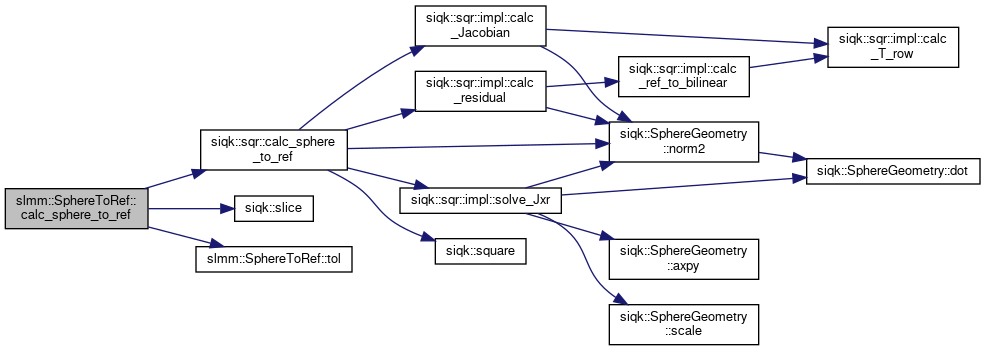 slmm::SphereToRef::
calc_sphere_to_ref
siqk::sqr::calc_sphere
_to_ref
siqk::slice
slmm::SphereToRef::tol
siqk::sqr::impl::calc
_Jacobian
siqk::sqr::impl::calc
_residual
siqk::sqr::impl::solve_Jxr
siqk::square
siqk::sqr::impl::calc
_ref_to_bilinear
siqk::SphereGeometry
::norm2
siqk::SphereGeometry
::axpy
siqk::SphereGeometry
::scale
siqk::sqr::impl::calc
_T_row
siqk::SphereGeometry::dot